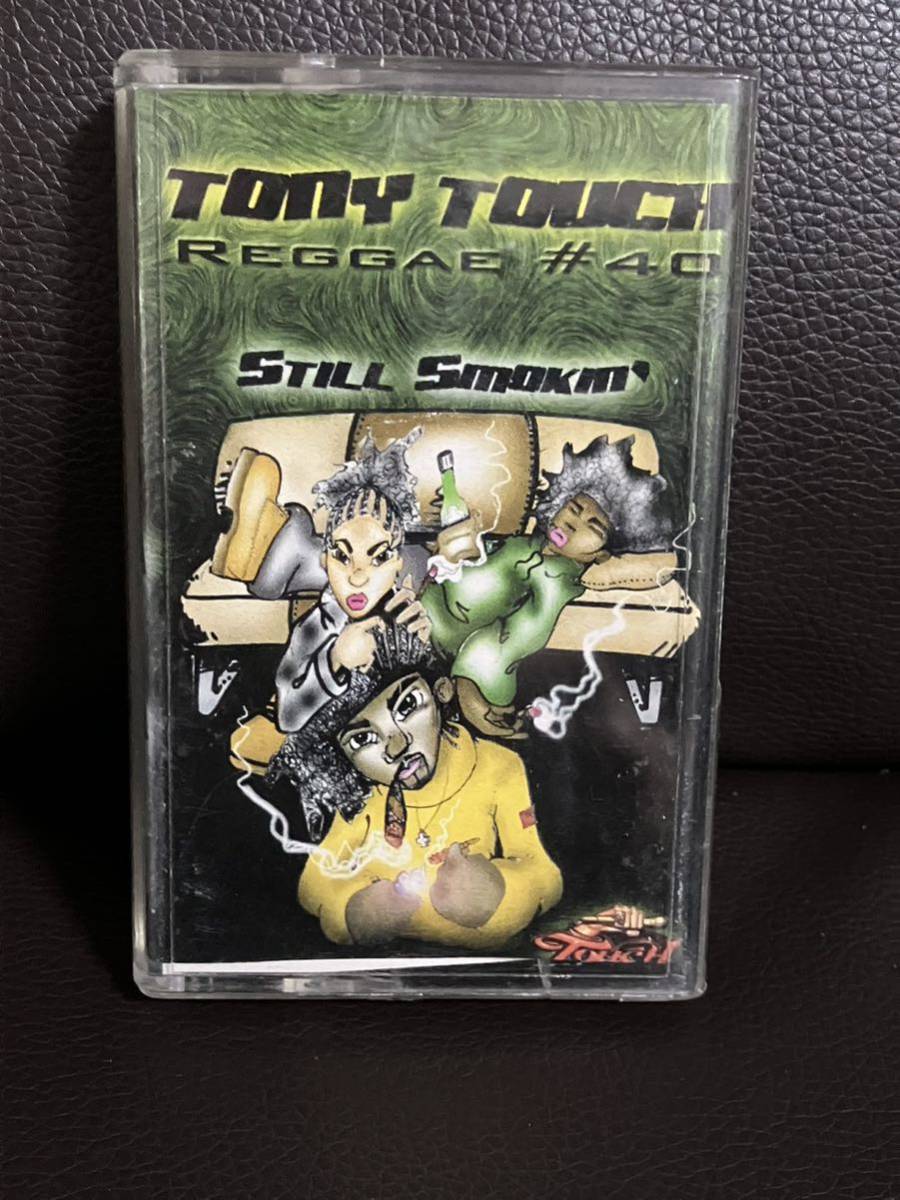 TONY TOUCH
REGGAE #40
STILL SMOKIN'
TOUCH